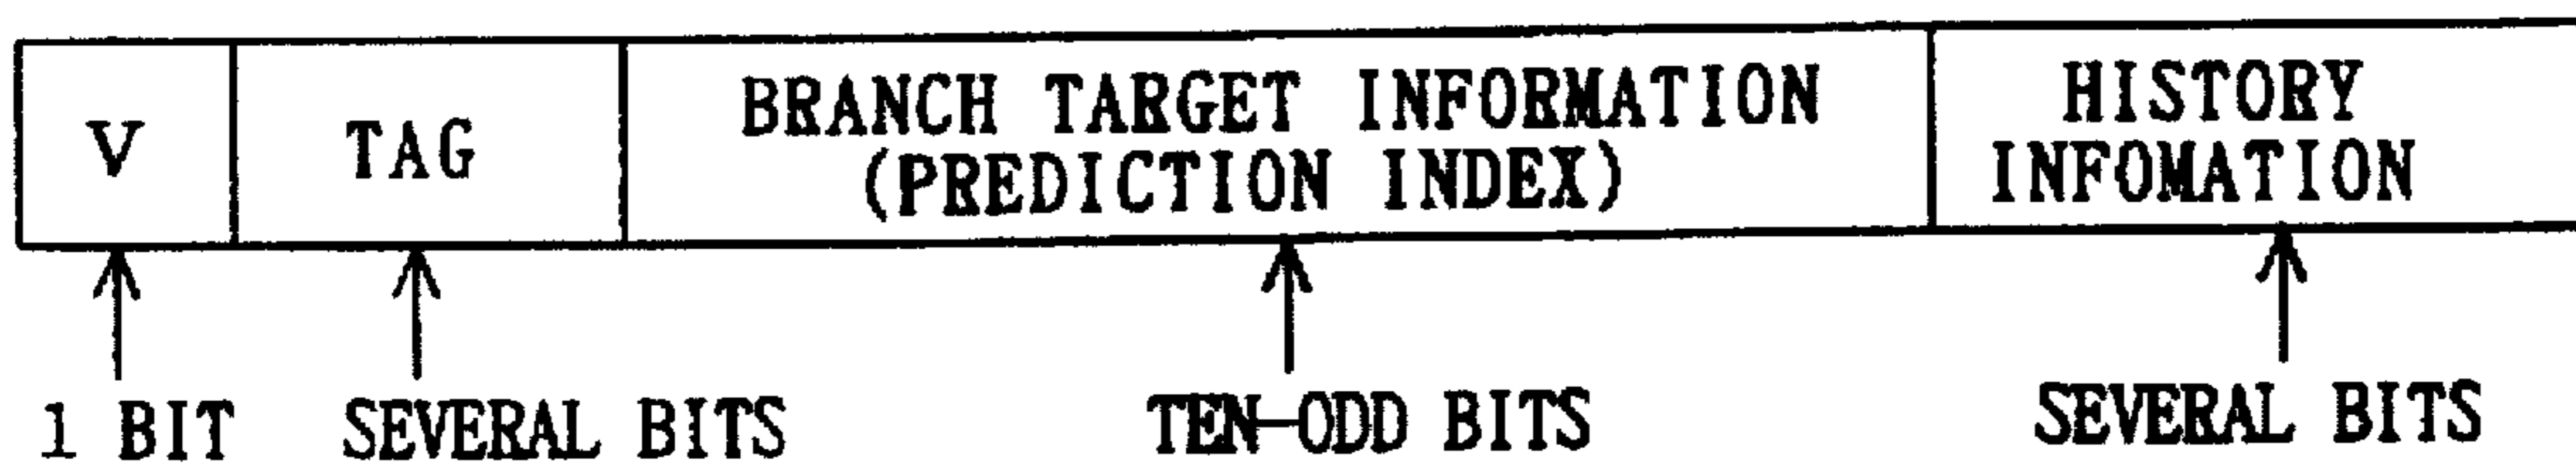 V
TAG
BRANCH TARGET INFORMATION
(PREDICTION INDEX)
HISTORY
INFOMATION
1 BIT
SEVERAL BITS
TEN-ODD BITS
SEVERAL BITS